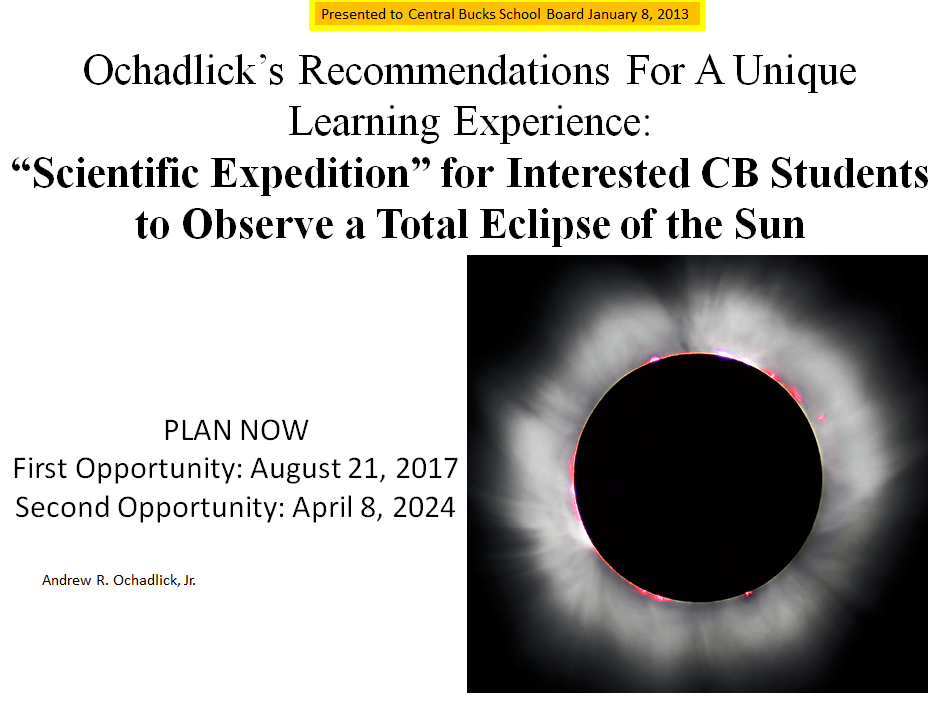 Presented to Central Bucks School Board January 8, 2013
Ochadlick’s Recommendations For A Unique
Learning Experience:
“Scientific Expedition” for Interested CB Students
to Observe a Total Eclipse of the Sun
PLAN NOW
First Opportunity: August 21, 2017
Second Opportunity: April 8, 2024
Andrew R. Ochadlick, Jr.